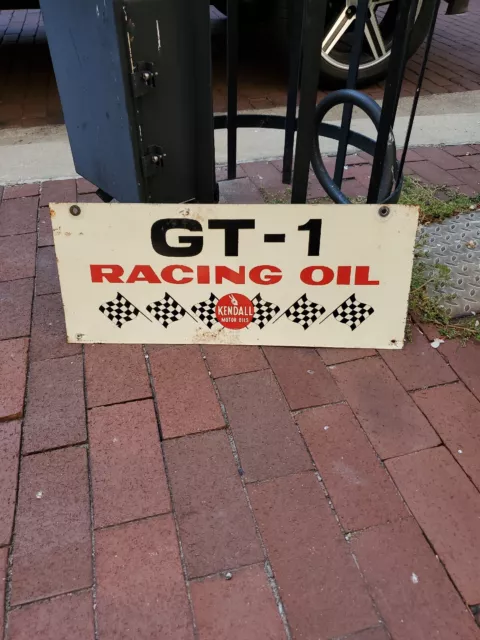 GT-1
RACING OIL
KENDALL
MOTOR OILS